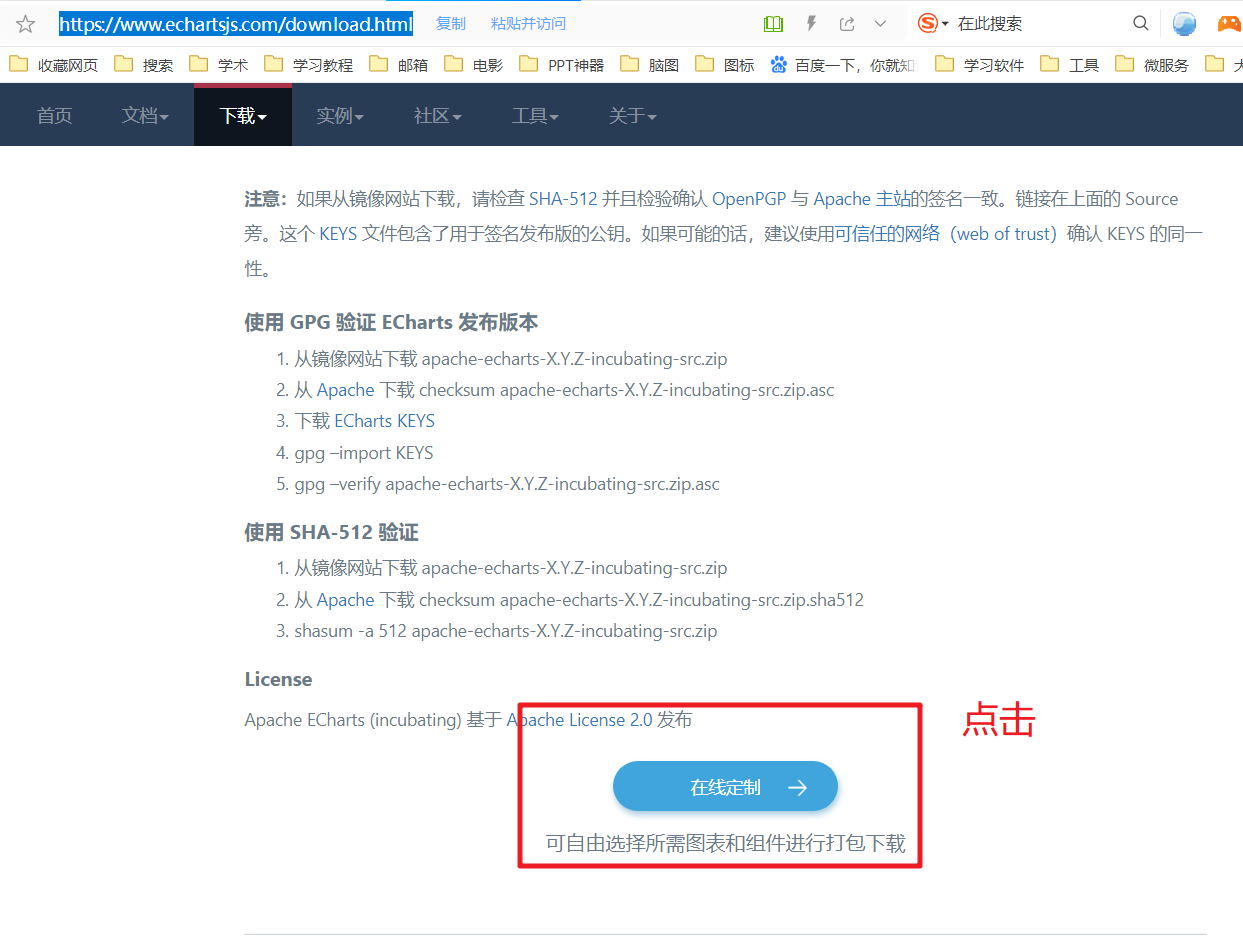 https://www.echartsjs.com/download.html 复制 粘贴并访问 在此搜索
收藏网页 搜索 学术 学习教程 邮箱 电影 PPT神器 脑图 图标 百度一下，你就知 学习软件 工具 微服务
首页 文档 下载 实例 社区 工具 关于
注意：如果从镜像网站下载，请检查 SHA-512 并且检验确认 OpenPGP 与 Apache 主站的签名一致。链接在上面的 Source
旁。这个 KEYS 文件包含了用于签名发布版的公钥。如果可能的话，建议使用可信任的网络（web of trust）确认 KEYS 的同一
性。
使用 GPG 验证 ECharts 发布版本
1. 从镜像网站下载 apache-echarts-X.Y.Z-incubating-src.zip
2. 从 Apache 下载 checksum apache-echarts-X.Y.Z-incubating-src.zip.asc
3. 下载 ECharts KEYS
4. gpg –import KEYS
5. gpg –verify apache-echarts-X.Y.Z-incubating-src.zip.asc
使用 SHA-512 验证
1. 从镜像网站下载 apache-echarts-X.Y.Z-incubating-src.zip
2. 从 Apache 下载 checksum apache-echarts-X.Y.Z-incubating-src.zip.sha512
3. shasum -a 512 apache-echarts-X.Y.Z-incubating-src.zip
License
Apache ECharts (incubating) 基于 Apache License 2.0 发布
点击
在线定制
可自由选择所需图表和组件进行打包下载